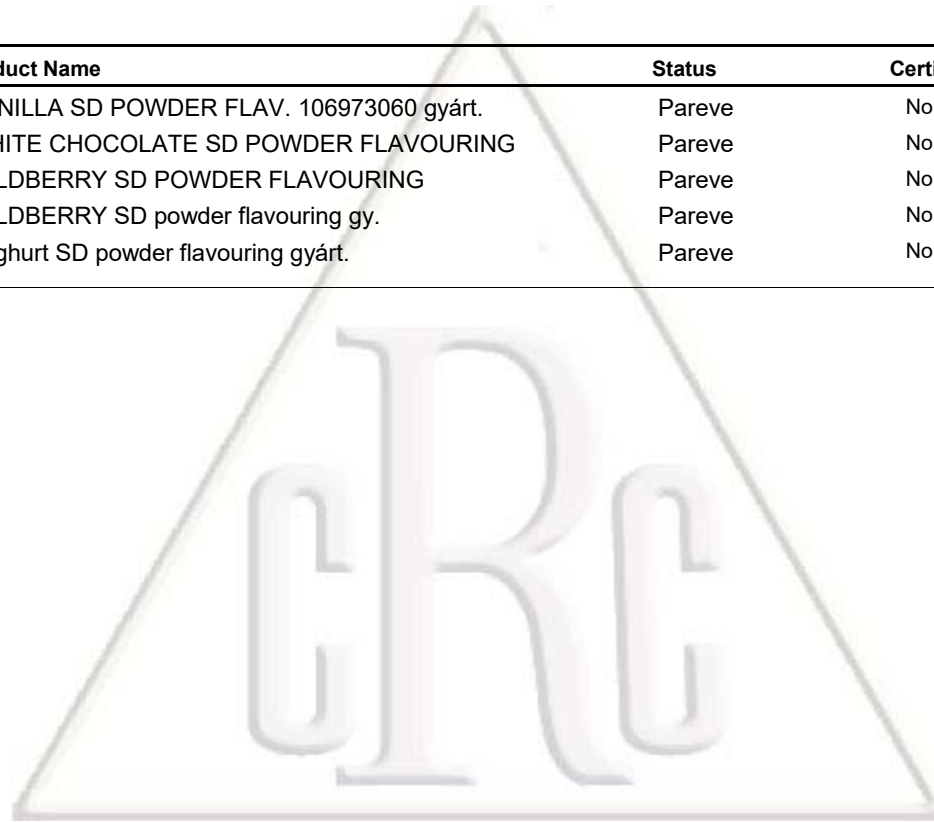 duct Name Status Certi
NILLA SD POWDER FLAV. 106973060 gyárt. Pareve No
HITE CHOCOLATE SD POWDER FLAVOURING Pareve No
LDBERRY SD POWDER FLAVOURING Pareve No
LDBERRY SD powder flavouring gy. Pareve No
ghurt SD powder flavouring gyárt. Pareve No
cRc